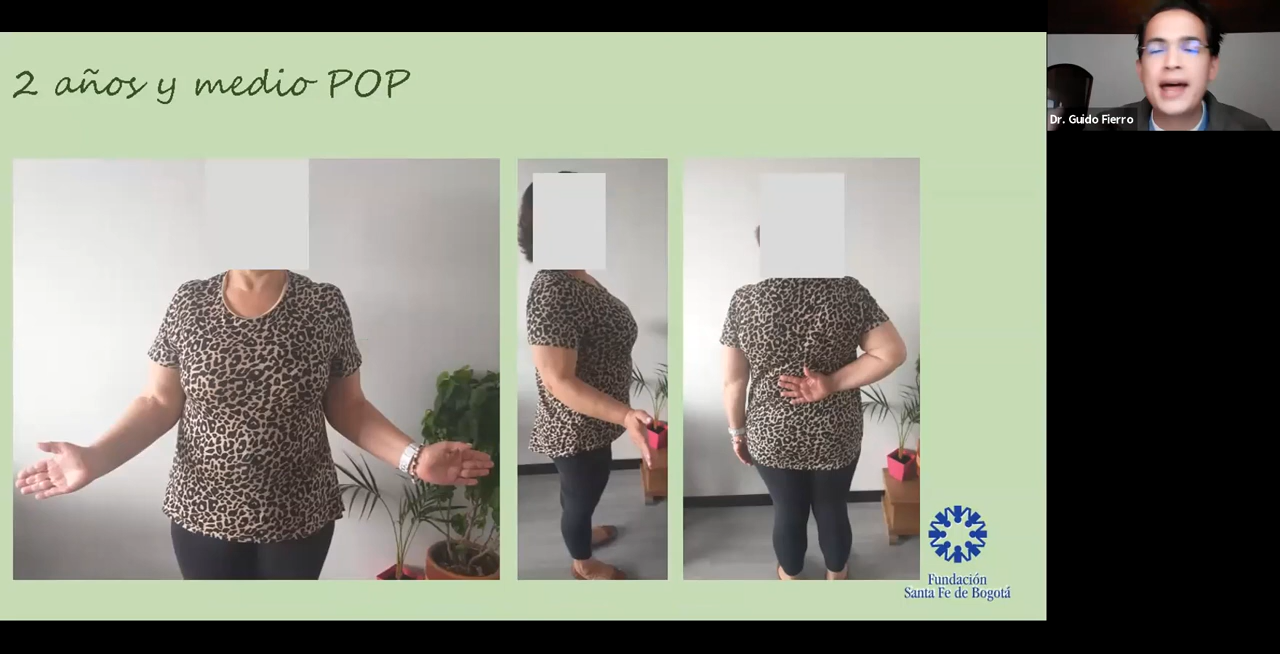 2 años y medio POP
Dr. Guido Fierro
Fundación
Santa Fe de Bogotá